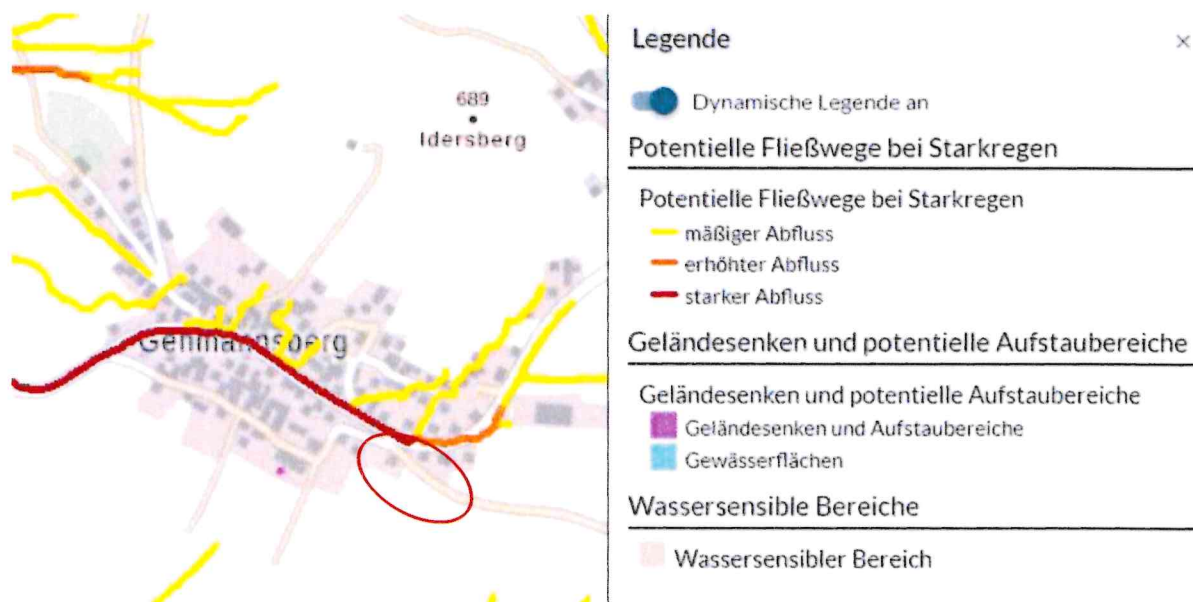 689
Idersberg
Gehmannsberg
Legende
×
Dynamische Legende an
Potentielle Fließwege bei Starkregen
Potentielle Fließwege bei Starkregen
mäßiger Abfluss
erhöhter Abfluss
starker Abfluss
Geländesenken und potentielle Aufstaubereiche
Geländesenken und potentielle Aufstaubereiche
Geländesenken und Aufstaubereiche
Gewässerflächen
Wassersensible Bereiche
Wassersensibler Bereich